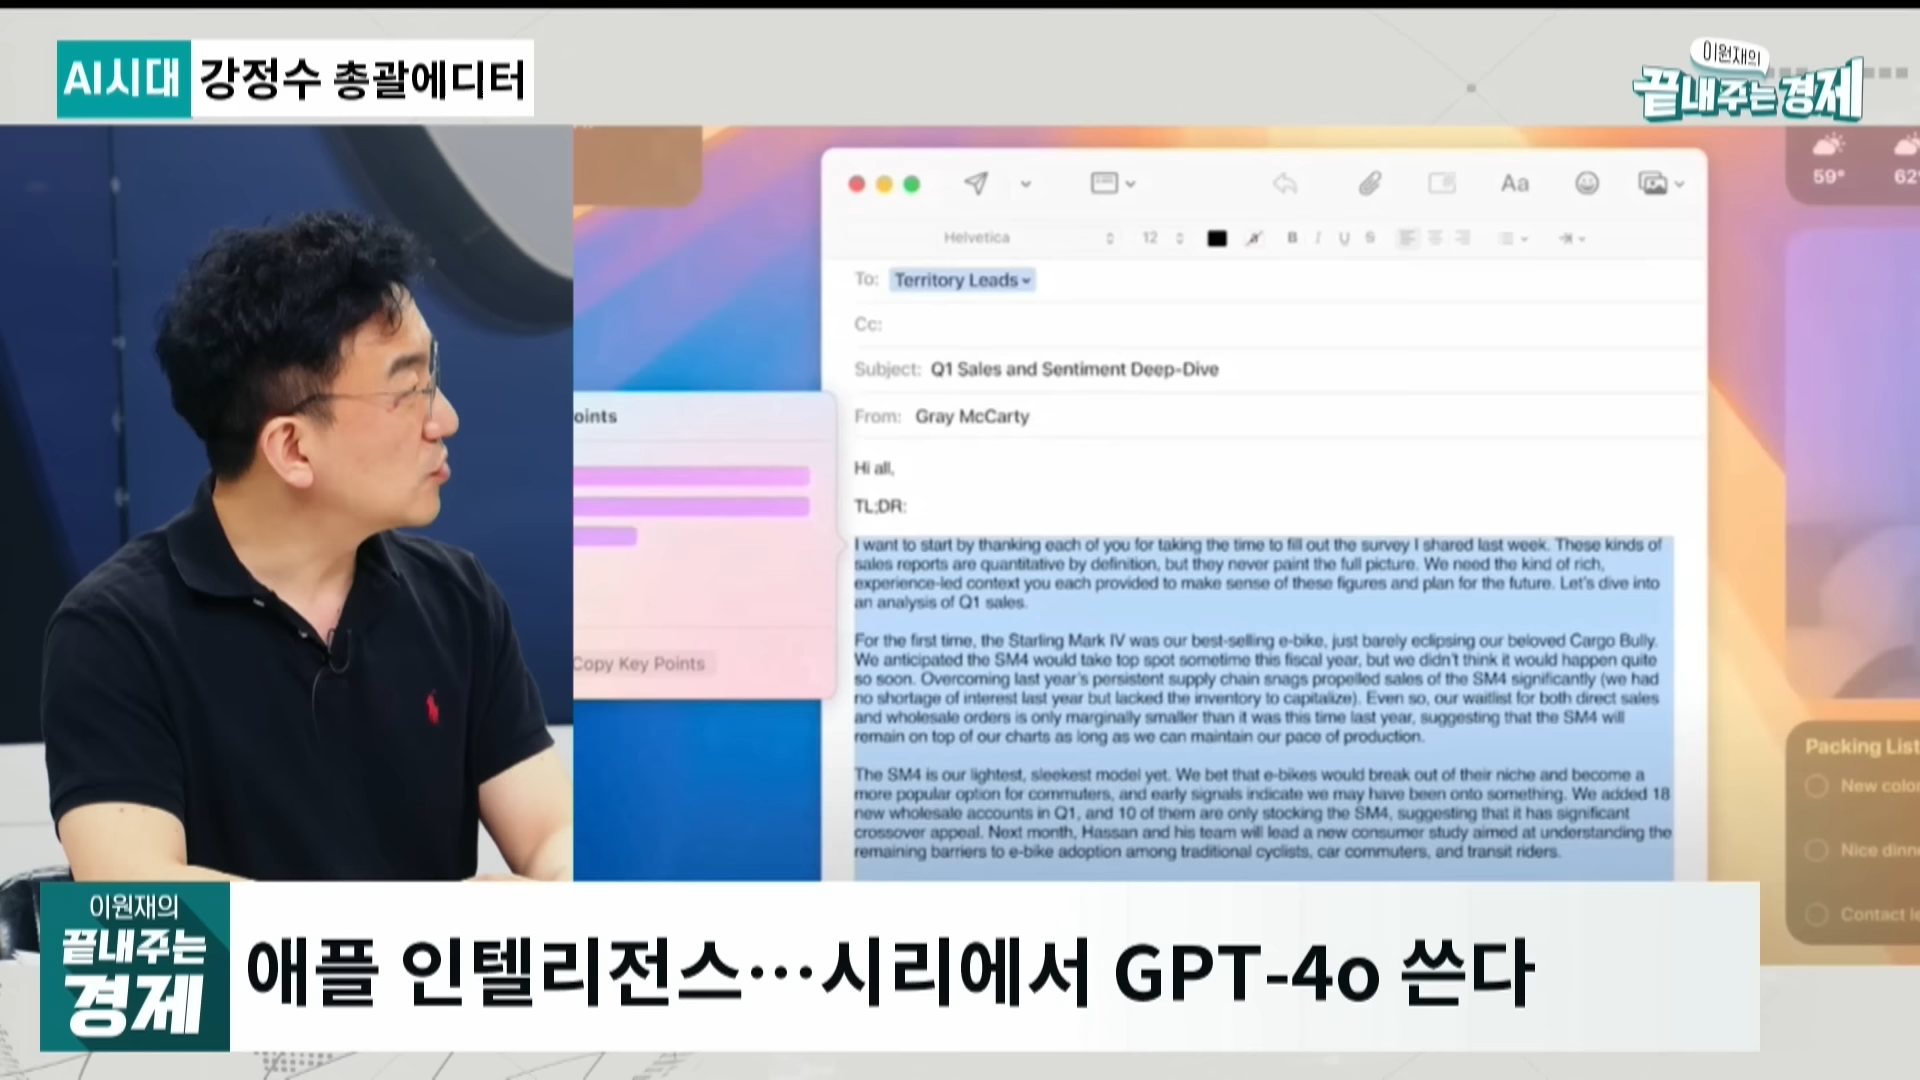 AI시대 강정수 총괄에디터
이원재의
끝내주는 경제
59°
62°
Helvetica
12
B I U S
Aa
To: Territory Leads
Cc:
Subject: Q1 Sales and Sentiment Deep-Dive
From: Gray McCarty
oints
Copy Key Points
Hi all,
TL;DR:
I want to start by thanking each of you for taking the time to fill out the survey I shared last week. These kinds of
sales reports are quantitative by definition, but they never paint the full picture. We need the kind of rich,
experience-led context you each provided to make sense of these figures and plan for the future. Let's dive into
an analysis of Q1 sales.
For the first time, the Starling Mark IV was our best-selling e-bike, just barely eclipsing our beloved Cargo Bully.
We anticipated the SM4 would take top spot sometime this fiscal year, but we didn't think it would happen quite
so soon. Overcoming last year's persistent supply chain snags propelled sales of the SM4 significantly (we had
no shortage of interest last year but lacked the inventory to capitalize). Even so, our waitlist for both direct sales
and wholesale orders is only marginally smaller than it was this time last year, suggesting that the SM4 will
remain on top of our charts as long as we can maintain our pace of production.
The SM4 is our lightest, sleekest model yet. We bet that e-bikes would break out of their niche and become a
more popular option for commuters, and early signals indicate we may have been onto something. We added 18
new wholesale accounts in Q1, and 10 of them are only stocking the SM4, suggesting that it has significant
crossover appeal. Next month, Hassan and his team will lead a new consumer study aimed at understanding the
remaining barriers to e-bike adoption among traditional cyclists, car commuters, and transit riders.
Packing List
New color
Nice dinn
Contact le
이원재의
끝내주는
경제
애플 인텔리전스…시리에서 GPT-4o 쓴다